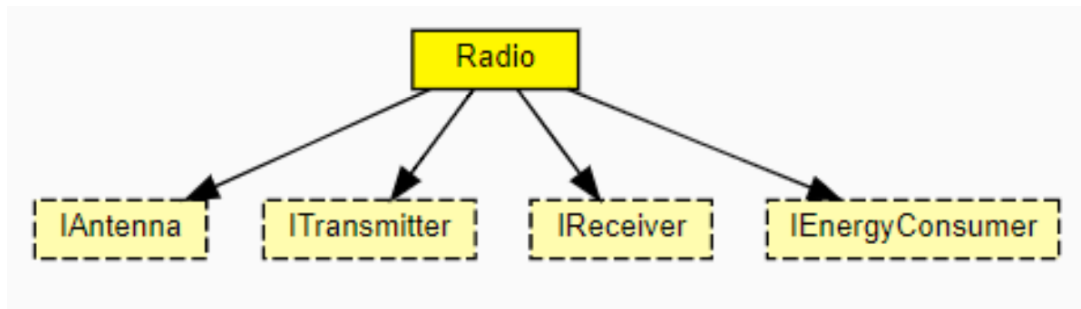 Radio
IAntenna
ITransmitter
IReceiver
IEnergyConsumer